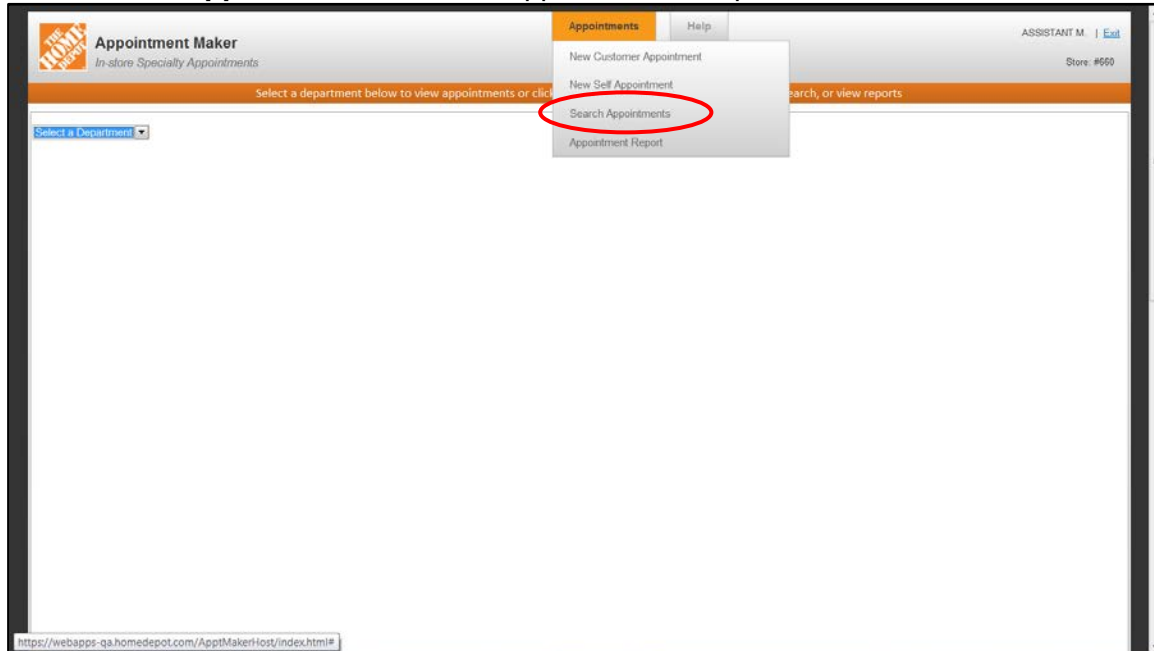 THE HOME DEPOT
Appointment Maker
In-store Specialty Appointments
Appointments
Help
ASSISTANT M. | Exit
Store: #660
Select a department below to view appointments or click
earch, or view reports
New Customer Appointment
New Self Appointment
Search Appointments
Appointment Report
Select a Department
https://webapps-qa.homedepot.com/ApptMakerHost/index.html#